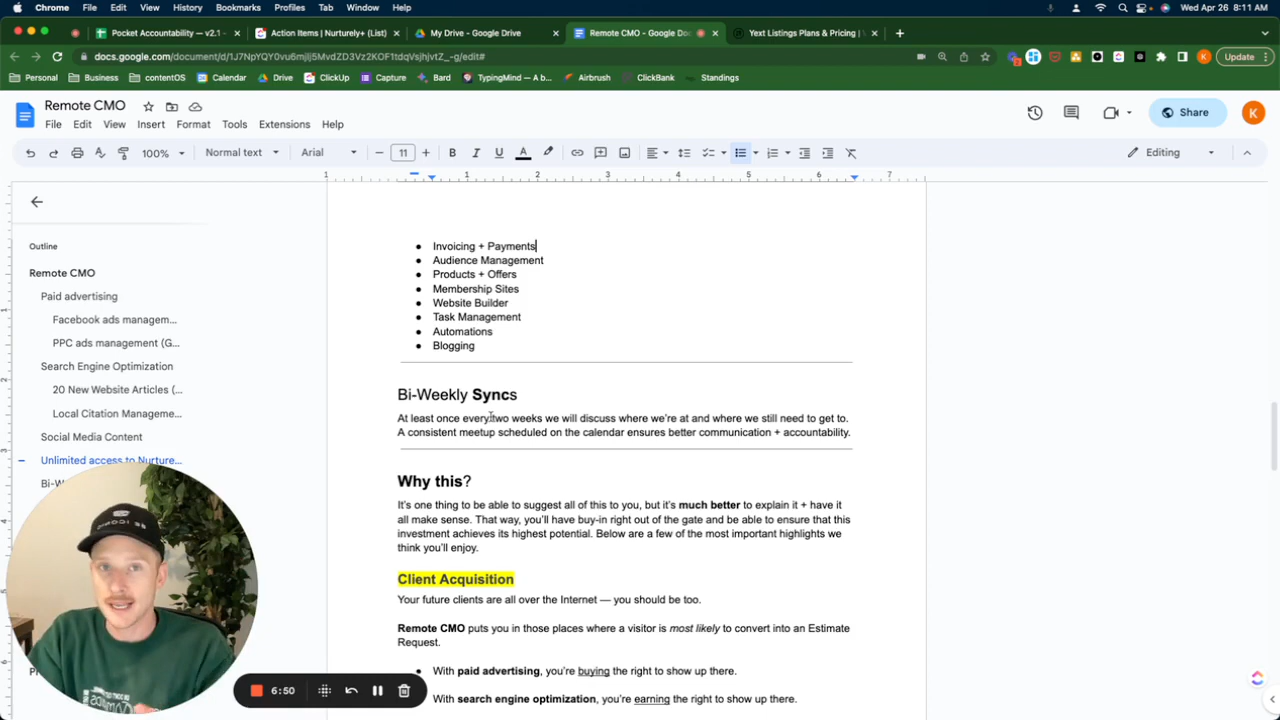 Chrome File Edit View History Bookmarks Profiles Tab Window Help Wed Apr 26 8:11 AM
Pocket Accountability — v2.1 - Action Items | Nurturely+ (List) My Drive - Google Drive Remote CMO - Google Doc Yext Listings Plans & Pricing |
docs.google.com/document/d/ Update
Personal Business contentOS Calendar Drive ClickUp Capture Bard TypingMind — A b... Airbrush ClickBank Standings
Remote CMO
Share K
File Edit View Insert Format Tools Extensions Help
100% Normal text Arial 11 Editing
1 1 2 3 4 5 6 7
Outline
Remote CMO
Paid advertising
Facebook ads managem...
PPC ads management (G...
Search Engine Optimization
20 New Website Articles (...
Local Citation Manageme...
Social Media Content
Unlimited access to Nurture...
Invoicing + Payments
Audience Management
Products + Offers
Membership Sites
Website Builder
Task Management
Automations
Blogging
Bi-Weekly Syncs
At least once every two weeks we will discuss where we're at and where we still need to get to.
A consistent meetup scheduled on the calendar ensures better communication + accountability.
Why this?
It's one thing to be able to suggest all of this to you, but it's much better to explain it + have it
all make sense. That way, you'll have buy-in right out of the gate and be able to ensure that this
investment achieves its highest potential. Below are a few of the most important highlights we
think you'll enjoy.
Client Acquisition
Your future clients are all over the Internet — you should be too.
Remote CMO puts you in those places where a visitor is most likely to convert into an Estimate
Request.
With paid advertising, you're buying the right to show up there.
With search engine optimization, you're earning the right to show up there.
6:50